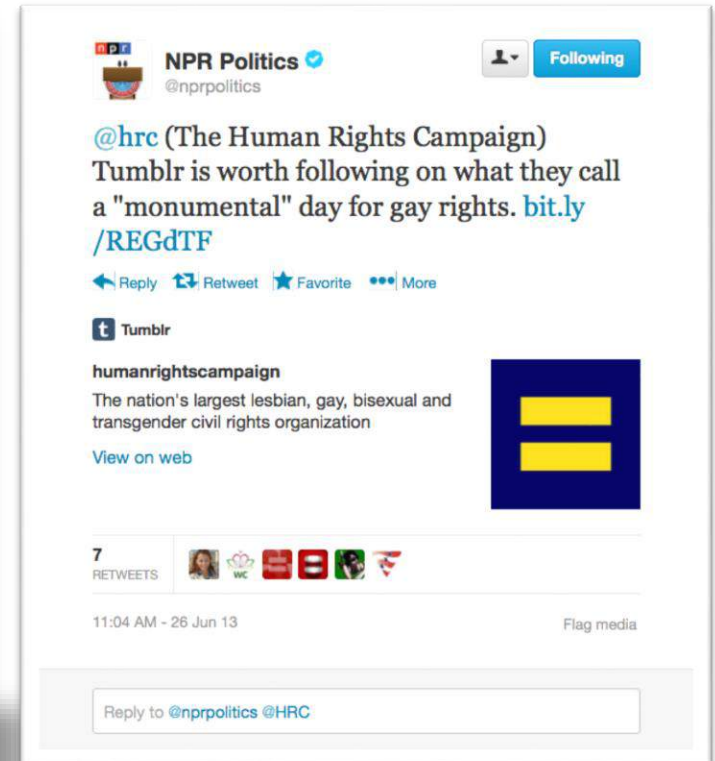 npr
NPR Politics
Following
@nprpolitics
@hrc (The Human Rights Campaign)
Tumblr is worth following on what they call
a "monumental" day for gay rights. bit.ly
/REGdTF
Reply Retweet Favorite More
t Tumblr
humanrightscampaign
The nation's largest lesbian, gay, bisexual and
transgender civil rights organization
View on web
7
RETWEETS
WC
11:04 AM - 26 Jun 13
Flag media
Reply to @nprpolitics @HRC